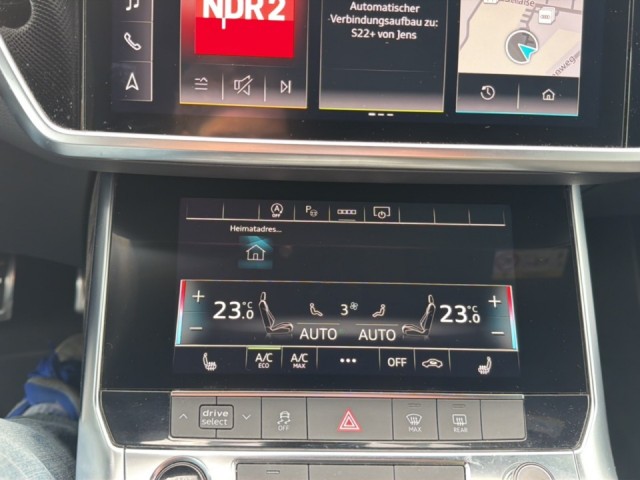 NDR 2
Automatischer
Verbindungsaufbau zu:
S22+ von Jens
A
OFF
P
Heimatadres...
+ 23.0 °C 3 23.0 °C +
− AUTO AUTO −
A/C
ECO
A/C
MAX
••• OFF
drive
select
OFF
MAX
REAR